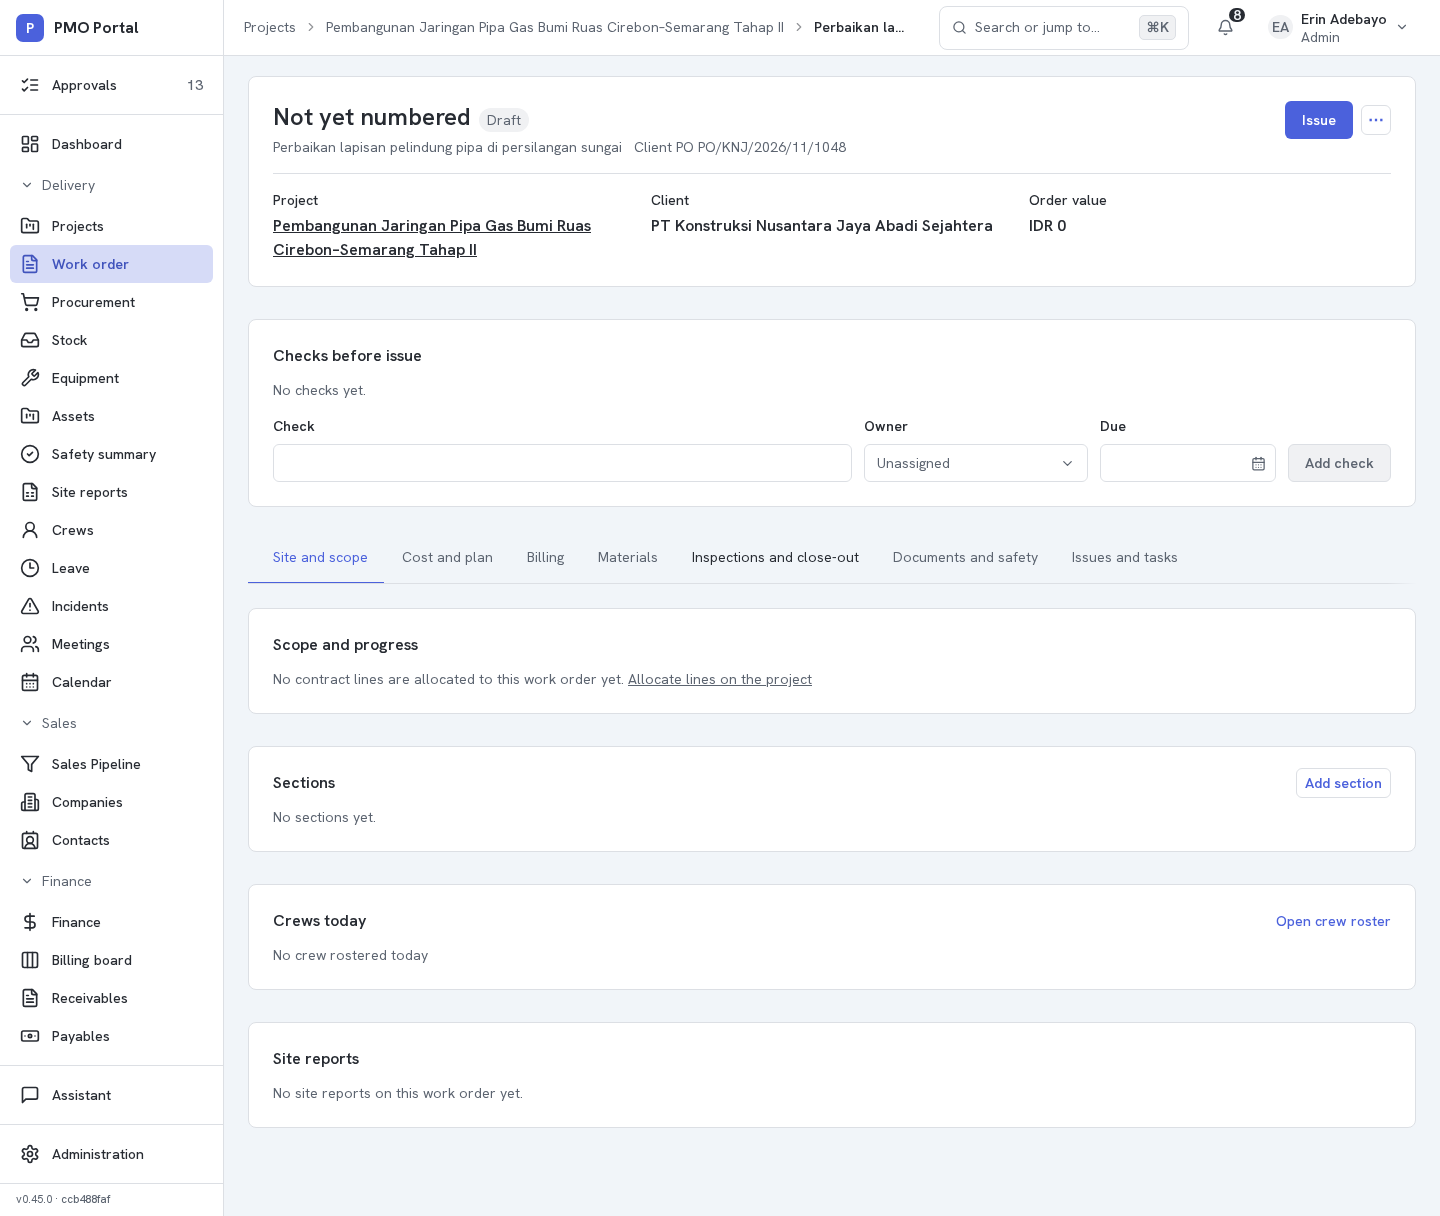 P PMO Portal
Projects > Pembangunan Jaringan Pipa Gas Bumi Ruas Cirebon–Semarang Tahap II > Perbaikan la...
Search or jump to... ⌘K
8
EA Erin Adebayo
Admin
Approvals 13
Dashboard
Delivery
Projects
Work order
Procurement
Stock
Equipment
Assets
Safety summary
Site reports
Crews
Leave
Incidents
Meetings
Calendar
Sales
Sales Pipeline
Companies
Contacts
Finance
Finance
Billing board
Receivables
Payables
Assistant
Administration
v0.45.0 · ccb488faf
Not yet numbered Draft
Issue
Perbaikan lapisan pelindung pipa di persilangan sungai Client PO PO/KNJ/2026/11/1048
Project Client Order value
Pembangunan Jaringan Pipa Gas Bumi Ruas PT Konstruksi Nusantara Jaya Abadi Sejahtera IDR 0
Cirebon–Semarang Tahap II
Checks before issue
No checks yet.
Check Owner Due
Unassigned Add check
Site and scope Cost and plan Billing Materials Inspections and close-out Documents and safety Issues and tasks
Scope and progress
No contract lines are allocated to this work order yet. Allocate lines on the project
Sections Add section
No sections yet.
Crews today Open crew roster
No crew rostered today
Site reports
No site reports on this work order yet.